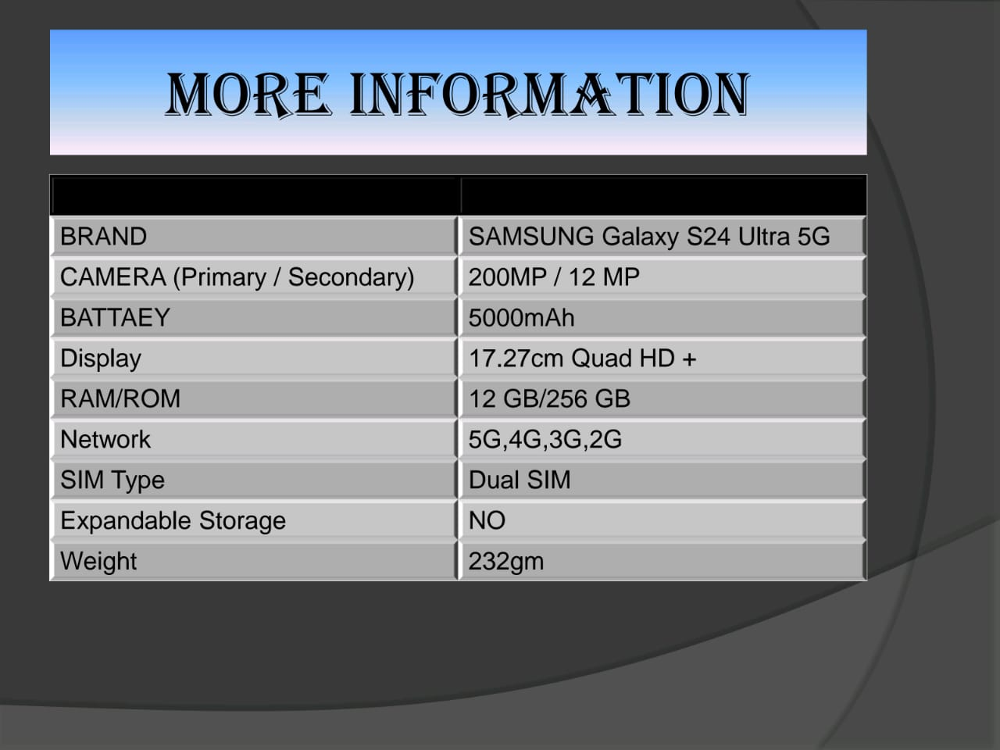 MORE INFORMATION
BRAND SAMSUNG Galaxy S24 Ultra 5G
CAMERA (Primary / Secondary) 200MP / 12 MP
BATTAEY 5000mAh
Display 17.27cm Quad HD +
RAM/ROM 12 GB/256 GB
Network 5G,4G,3G,2G
SIM Type Dual SIM
Expandable Storage NO
Weight 232gm